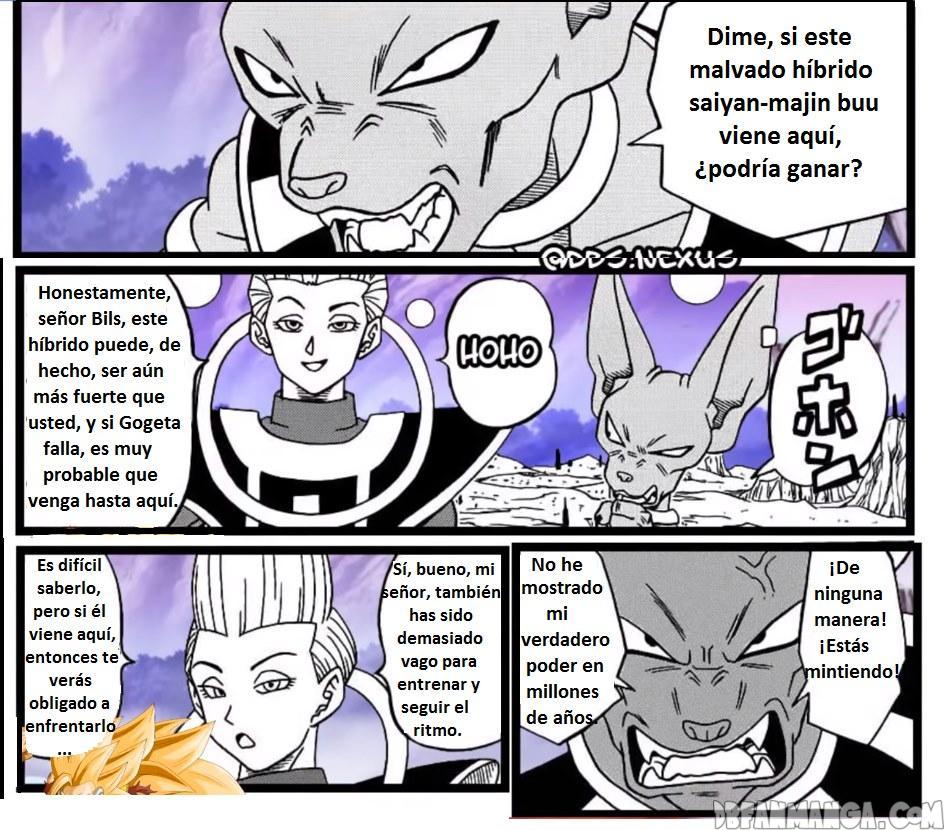 Dime, si este
malvado híbrido
saiyan-majin buu
viene aquí,
¿podría ganar?
@DDS:NEXUS
ゴホン
HOHO
Honestamente,
señor Bils, este
híbrido puede, de
hecho, ser aún
más fuerte que
usted, y si Gogeta
falla, es muy
probable que
venga hasta aquí.
¡De
ninguna
manera!
¡Estás
mintiendo!
No he
mostrado
mi
verdadero
poder en
millones
de años.
Sí, bueno, mi
señor, también
has sido
demasiado
vago para
entrenar y
seguir el
ritmo.
Es difícil
saberlo,
pero si él
viene aquí,
entonces te
verás
obligado a
enfrentarlo
...
DBFANMANGA.COM